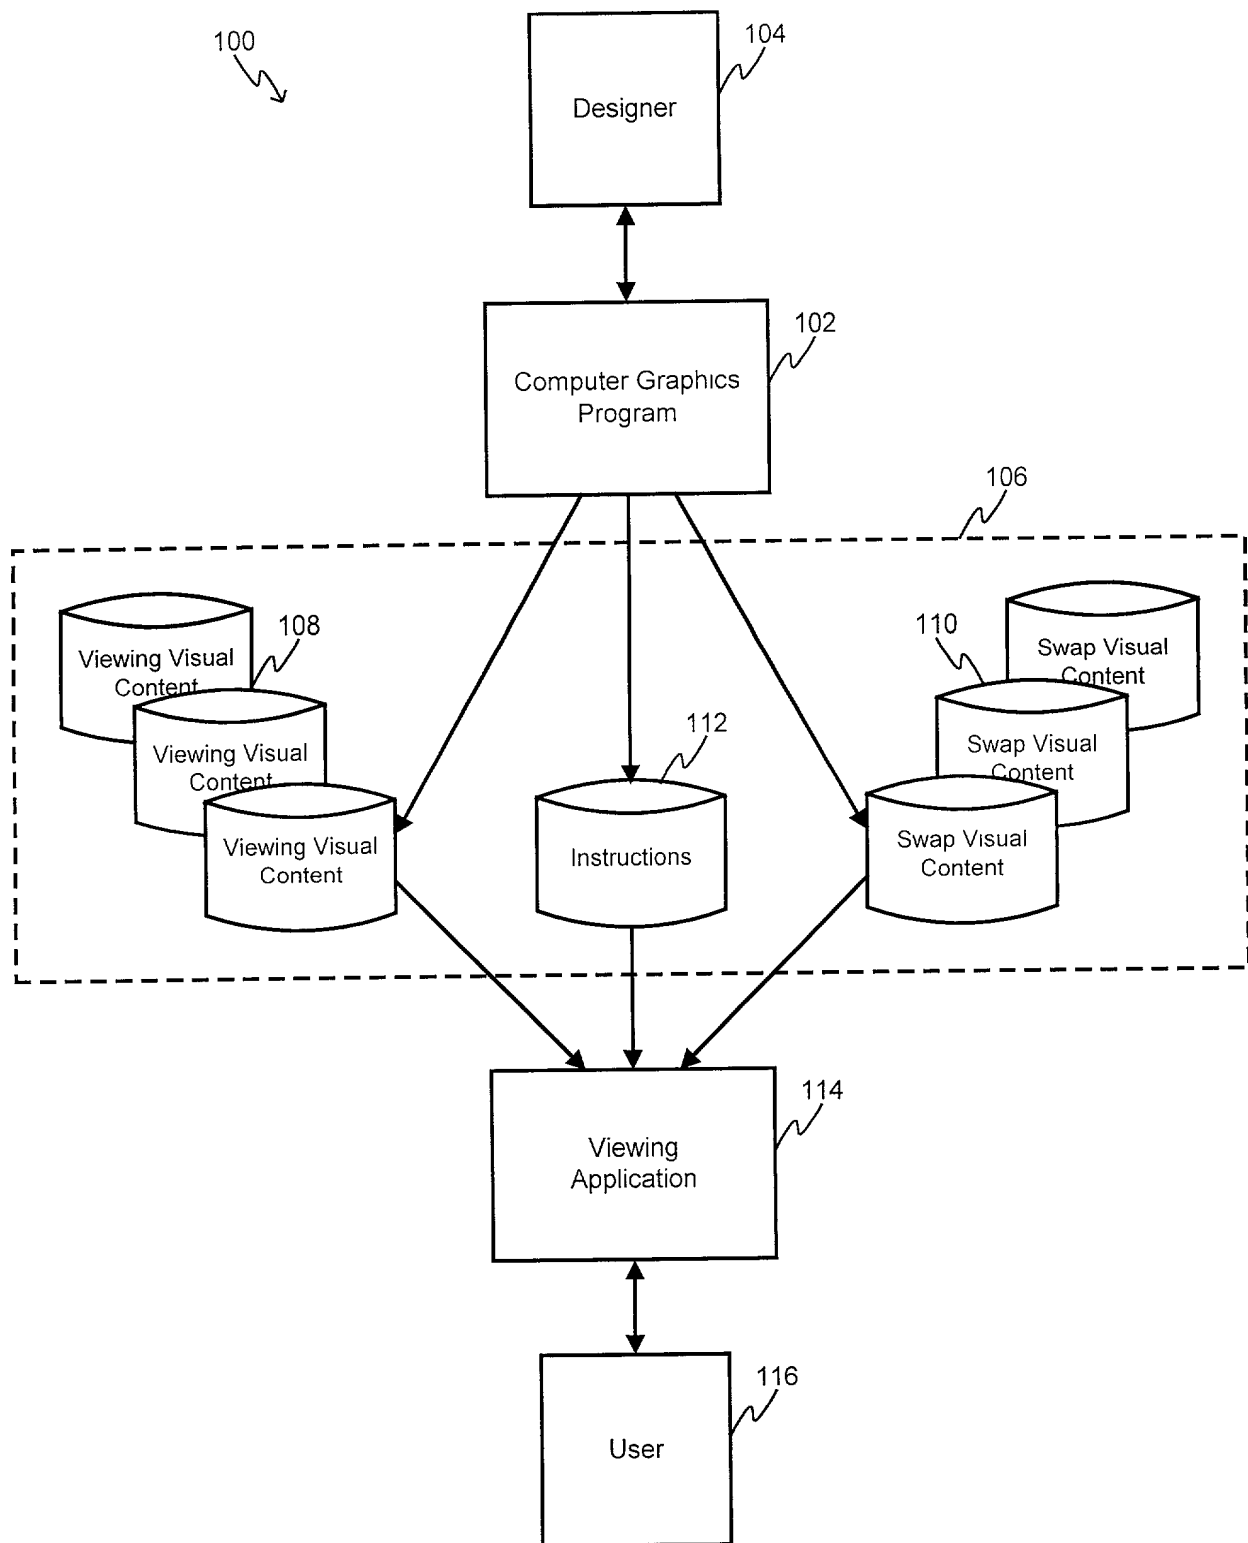 100
104
Designer
102
Computer Graphics
Program
106
108
Viewing Visual
Content
Viewing Visual
Content
Viewing Visual
Content
112
Instructions
110
Swap Visual
Content
Swap Visual
Content
Swap Visual
Content
114
Viewing
Application
116
User